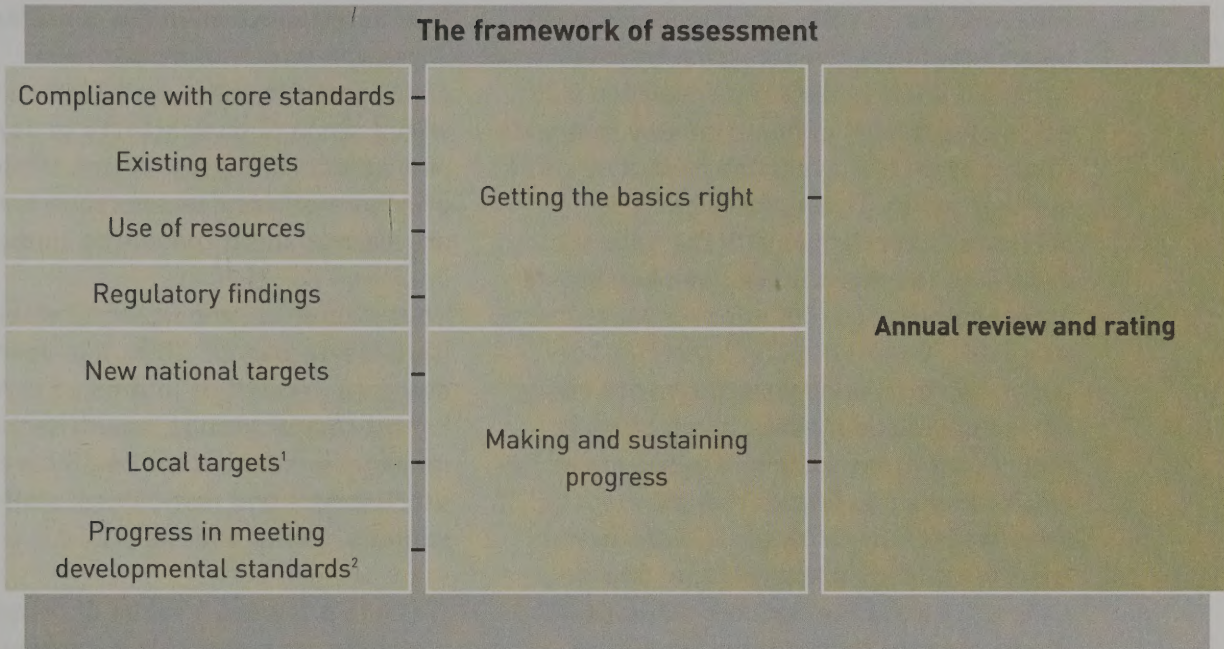 The framework of assessment
Compliance with core standards
Existing targets
Use of resources
Regulatory findings
New national targets
Local targets¹
Progress in meeting
developmental standards²
Getting the basics right
Making and sustaining
progress
Annual review and rating